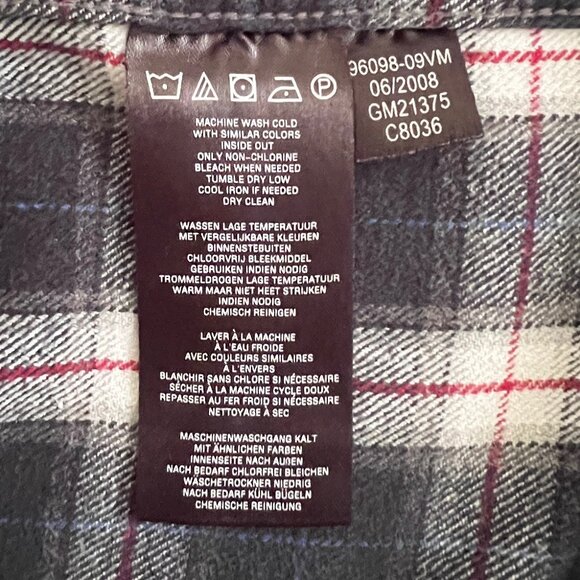 MACHINE WASH COLD
WITH SIMILAR COLORS
INSIDE OUT
ONLY NON-CHLORINE
BLEACH WHEN NEEDED
TUMBLE DRY LOW
COOL IRON IF NEEDED
DRY CLEAN
WASSEN LAGE TEMPERATUUR
MET VERGELIJKBARE KLEUREN
BINNENSTEBUITEN
CHLOORVRIJ BLEEKMIDDEL
GEBRUIKEN INDIEN NODIG
TROMMELDROGEN LAGE TEMPERATUUR
WARM MAAR NIET HEET STRIJKEN
INDIEN NODIG
CHEMISCH REINIGEN
LAVER À LA MACHINE
À L'EAU FROIDE
AVEC COULEURS SIMILAIRES
À L'ENVERS
BLANCHIR SANS CHLORE SI NÉCESSAIRE
SÉCHER À LA MACHINE CYCLE DOUX
REPASSER AU FER FROID SI NÉCESSAIRE
NETTOYAGE À SEC
MASCHINENWASCHGANG KALT
MIT ÄHNLICHEN FARBEN
INNENSEITE NACH AUßEN
NACH BEDARF CHLORFREI BLEICHEN
WÄSCHETROCKNER NIEDRIG
NACH BEDARF KÜHL BÜGELN
CHEMISCHE REINIGUNG
P
96098-09VM
06/2008
GM21375
C8036